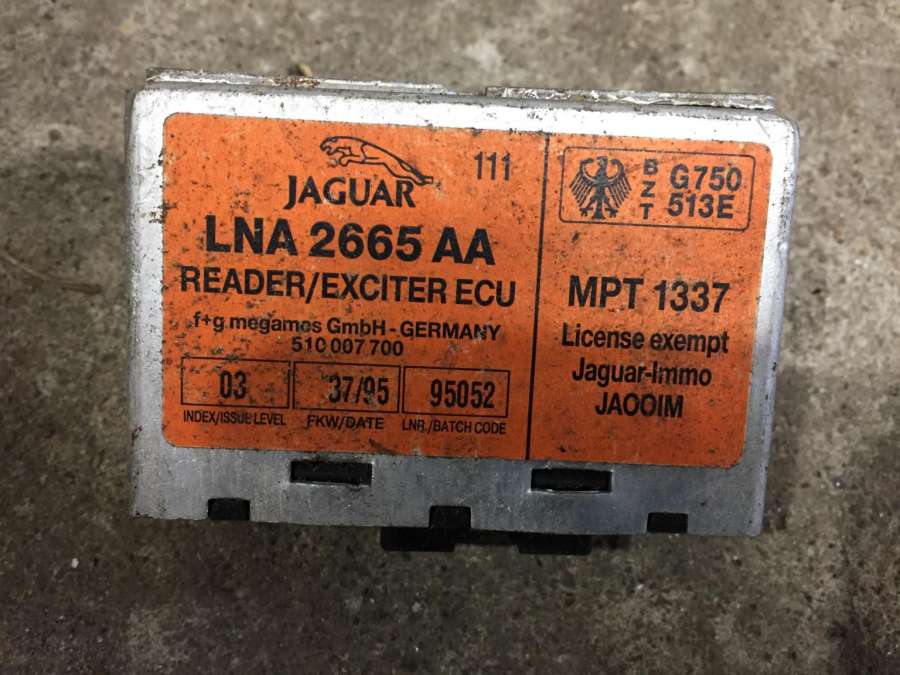 JAGUAR
111
LNA 2665 AA
READER/EXCITER ECU
f+g megamos GmbH - GERMANY
510 007 700
03
37/95
95052
INDEX/ISSUE LEVEL
FKW/DATE
LNR./BATCH CODE
BZT
G750
513E
MPT 1337
License exempt
Jaguar-Immo
JAOOIM